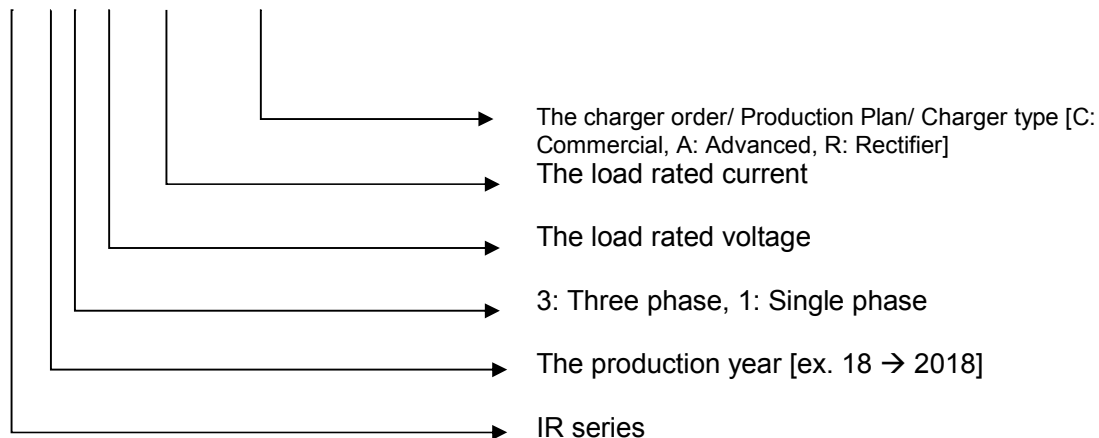 The charger order/ Production Plan/ Charger type [C:
Commercial, A: Advanced, R: Rectifier]
The load rated current
The load rated voltage
3: Three phase, 1: Single phase
The production year [ex. 18 → 2018]
IR series